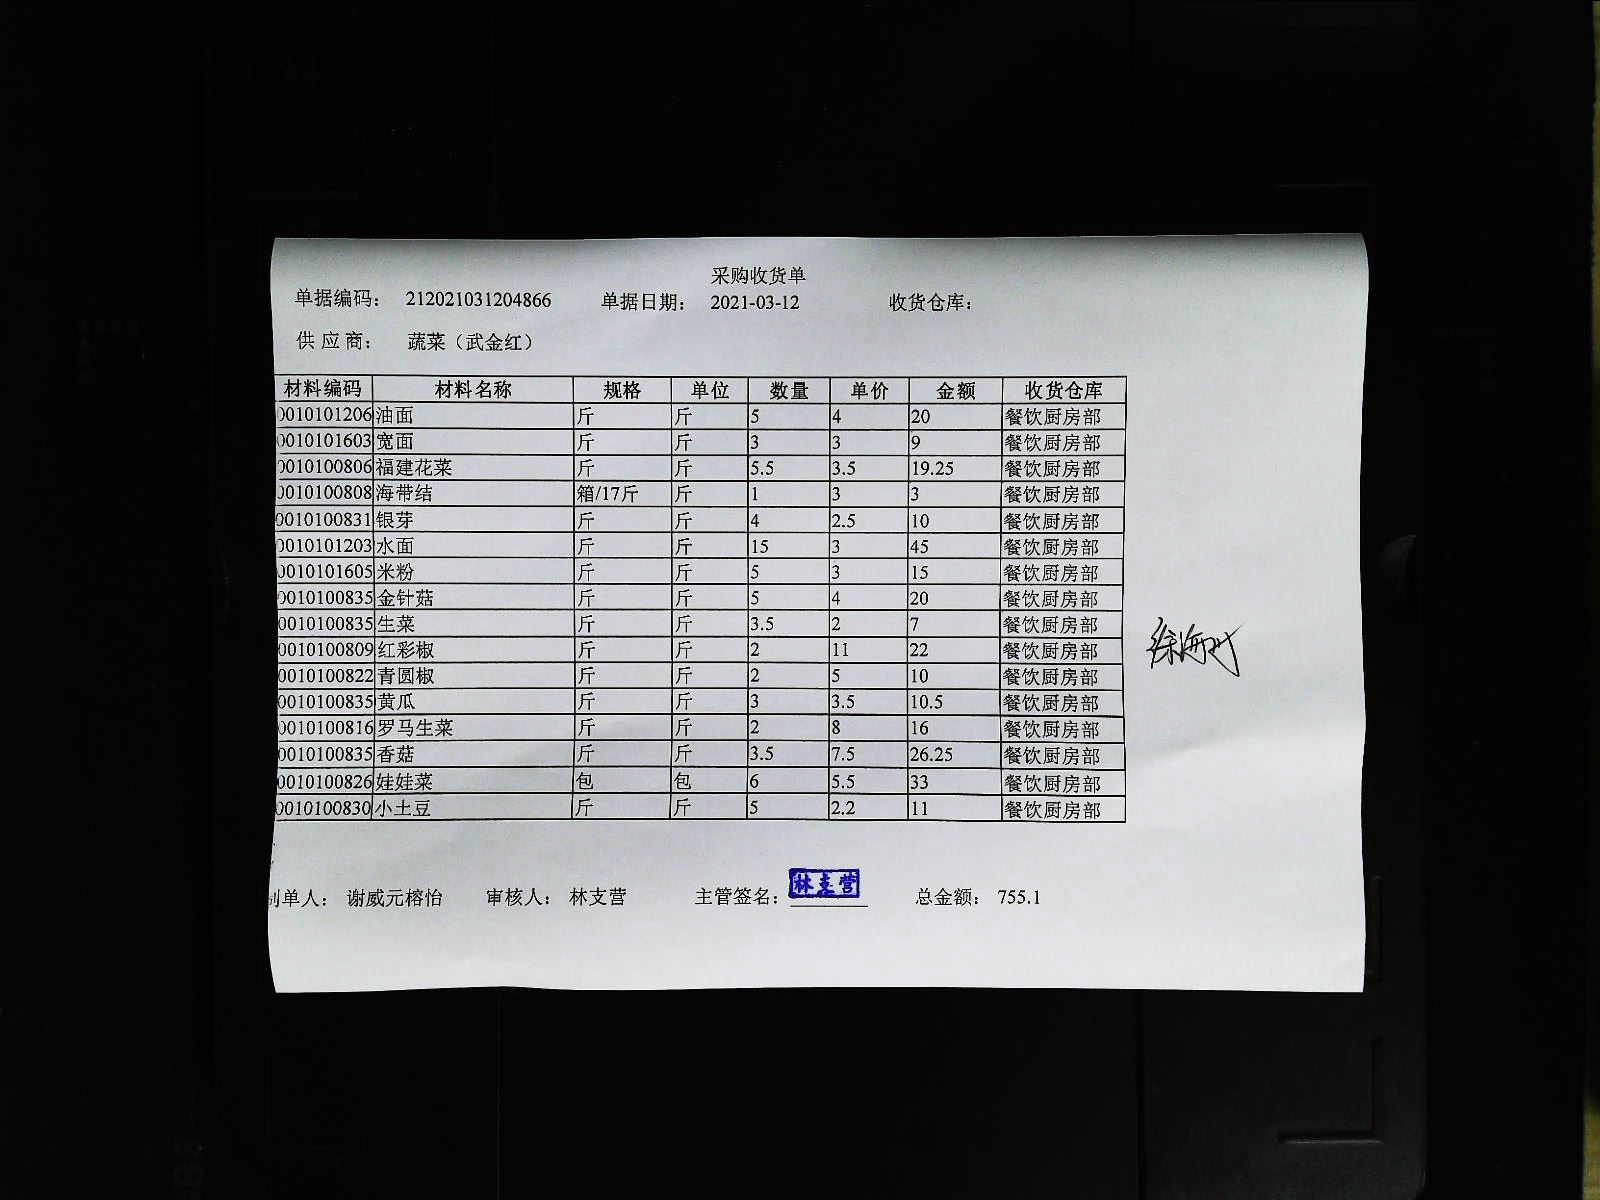 采购收货单
单据编码： 212021031204866 单据日期： 2021-03-12 收货仓库：
供 应 商： 蔬菜（武金红）
材料编码 材料名称 规格 单位 数量 单价 金额 收货仓库
0010101206 油面 斤 斤 5 4 20 餐饮厨房部
0010101603 宽面 斤 斤 3 3 9 餐饮厨房部
0010100806 福建花菜 斤 斤 5.5 3.5 19.25 餐饮厨房部
0010100808 海带结 箱/17斤 斤 1 3 3 餐饮厨房部
0010100831 银芽 斤 斤 4 2.5 10 餐饮厨房部
0010101203 水面 斤 斤 15 3 45 餐饮厨房部
0010101605 米粉 斤 斤 5 3 15 餐饮厨房部
0010100835 金针菇 斤 斤 5 4 20 餐饮厨房部
0010100835 生菜 斤 斤 3.5 2 7 餐饮厨房部
0010100809 红彩椒 斤 斤 2 11 22 餐饮厨房部
0010100822 青圆椒 斤 斤 2 5 10 餐饮厨房部
0010100835 黄瓜 斤 斤 3 3.5 10.5 餐饮厨房部
0010100816 罗马生菜 斤 斤 2 8 16 餐饮厨房部
0010100835 香菇 斤 斤 3.5 7.5 26.25 餐饮厨房部
0010100826 娃娃菜 包 包 6 5.5 33 餐饮厨房部
0010100830 小土豆 斤 斤 5 2.2 11 餐饮厨房部
制单人： 谢威元榕怡 审核人： 林支营 主管签名： 林支营 总金额： 755.1